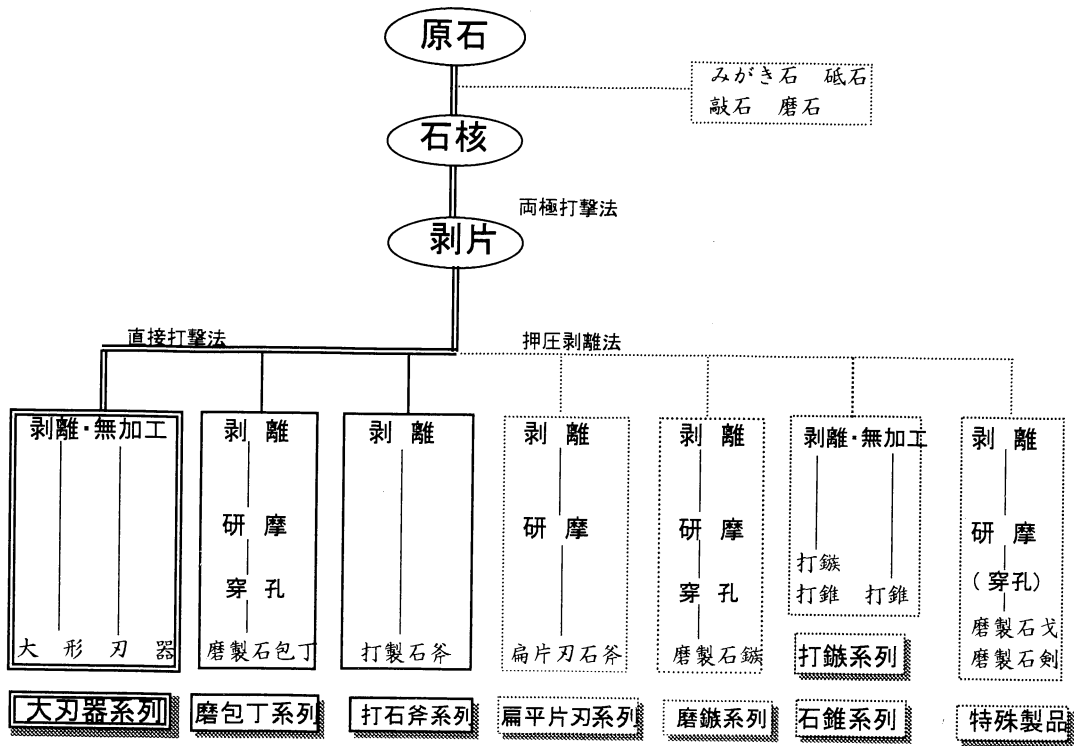 原石
みがき石 砥石
敲石 磨石
石核
両極打撃法
剥片
直接打撃法
押圧剥離法
剥離・無加工
大形刃器
大刃器系列
剥離
研摩
穿孔
磨製石包丁
磨包丁系列
剥離
打製石斧
打石斧系列
剥離
研摩
扁片刃石斧
扁平片刃系列
剥離
研摩
穿孔
磨製石鏃
磨鏃系列
剥離・無加工
打鏃
打錐 打錐
打鏃系列
石錐系列
剥離
研摩
(穿孔)
磨製石戈
磨製石剣
特殊製品